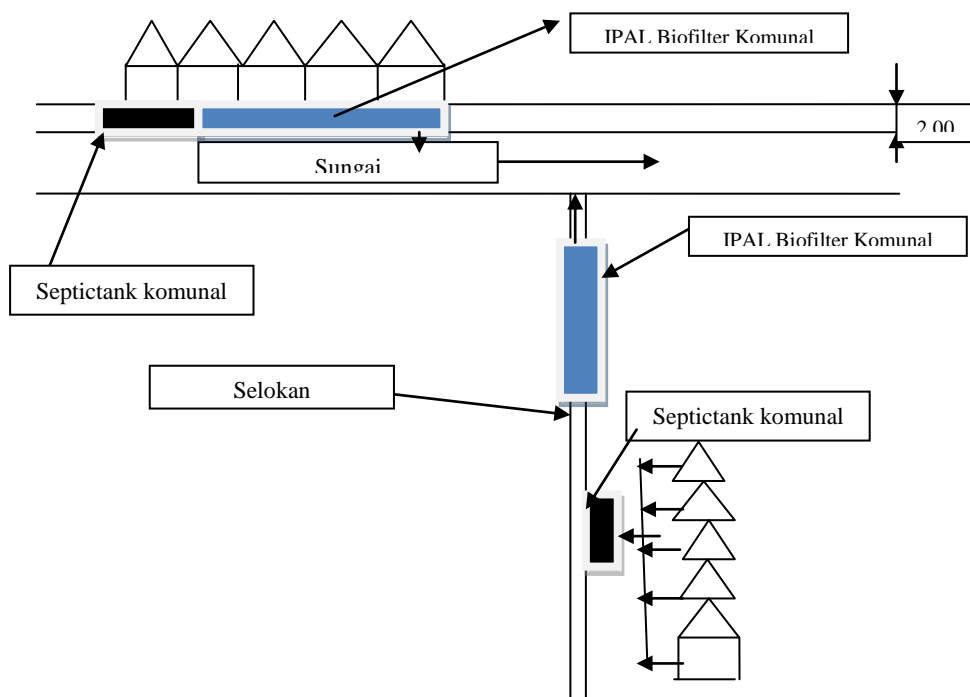 IPAL Biofilter Komunal
2.00
Sungai
IPAL Biofilter Komunal
Septictank komunal
Selokan
Septictank komunal